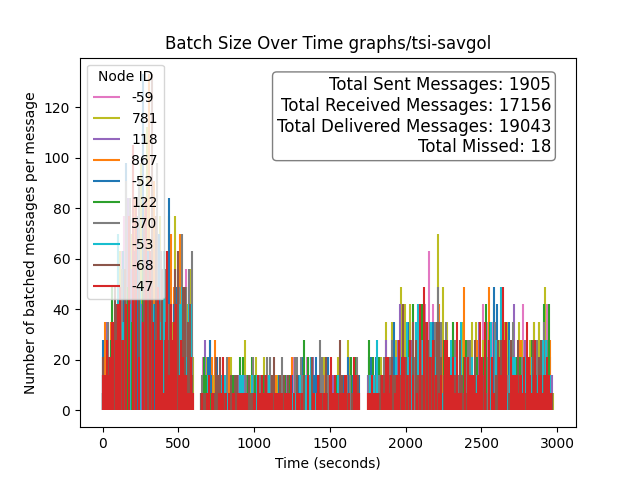 Batch Size Over Time graphs/tsi-savgol
Node ID
-59
781
118
867
-52
122
570
-53
-68
-47
Total Sent Messages: 1905
Total Received Messages: 17156
Total Delivered Messages: 19043
Total Missed: 18
Number of batched messages per message
120
100
80
60
40
20
0
0 500 1000 1500 2000 2500 3000
Time (seconds)